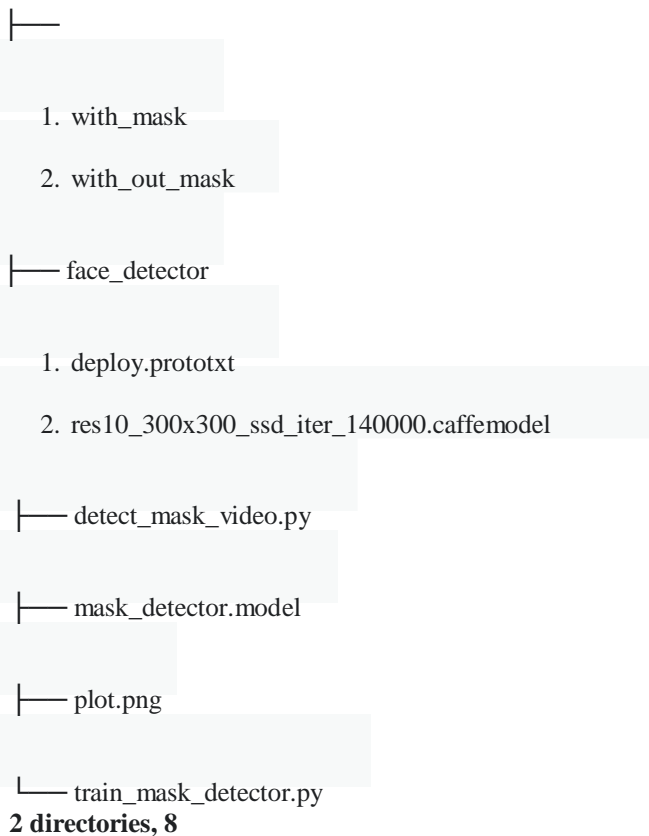 ├──
1. with_mask
2. with_out_mask
├── face_detector
1. deploy.prototxt
2. res10_300x300_ssd_iter_140000.caffemodel
├── detect_mask_video.py
├── mask_detector.model
├── plot.png
└── train_mask_detector.py
2 directories, 8